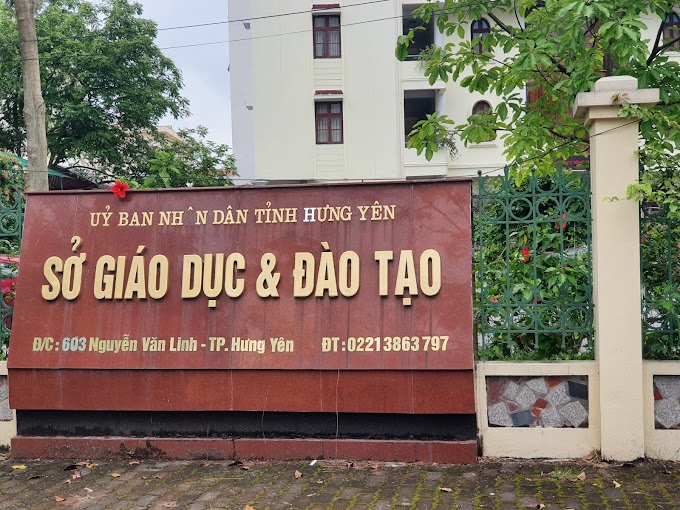 UỶ BAN NHÂN DÂN TỈNH HƯNG YÊN
SỞ GIÁO DỤC & ĐÀO TẠO
Đ/C : 603 Nguyễn Văn Linh - TP. Hưng Yên ĐT : 0221 3863 797